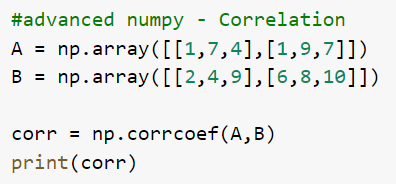 #advanced numpy - Correlation
A = np.array([[1,7,4],[1,9,7]])
B = np.array([[2,4,9],[6,8,10]])
corr = np.corrcoef(A,B)
print(corr)